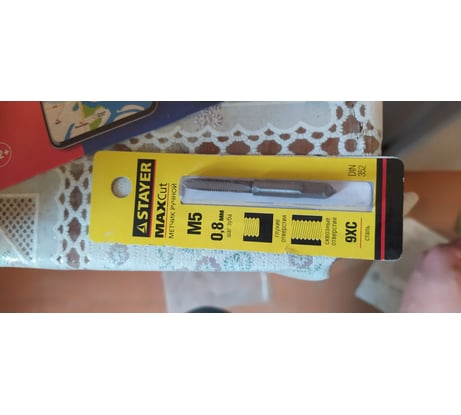 STAYER
MAXCut
МЕТЧИК РУЧНОЙ
M5
0,8 мм
шаг зуба
глухие
отверстия
сквозные
отверстия
DIN
352
9ХС
сталь